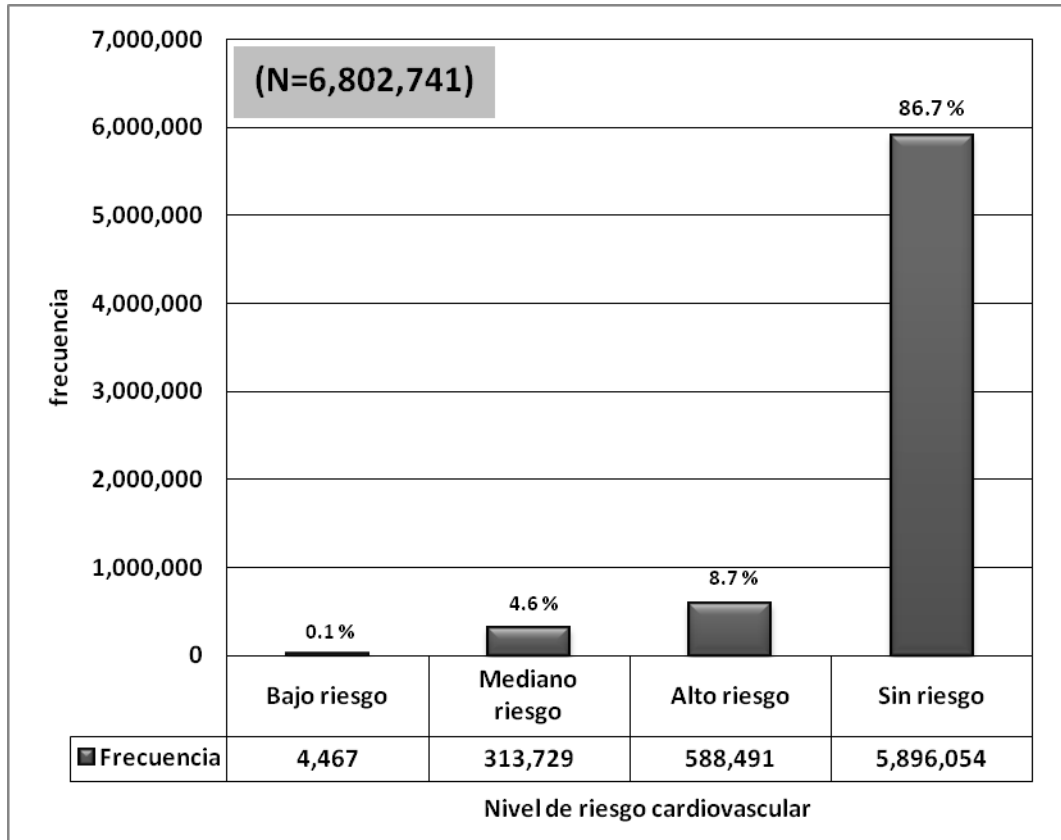 7,000,000
(N=6,802,741)
86.7 %
6,000,000
5,000,000
4,000,000
frecuencia
3,000,000
2,000,000
1,000,000
8.7 %
4.6 %
0.1 %
0
Bajo riesgo
Mediano
riesgo
Alto riesgo
Sin riesgo
Frecuencia 4,467 313,729 588,491 5,896,054
Nivel de riesgo cardiovascular